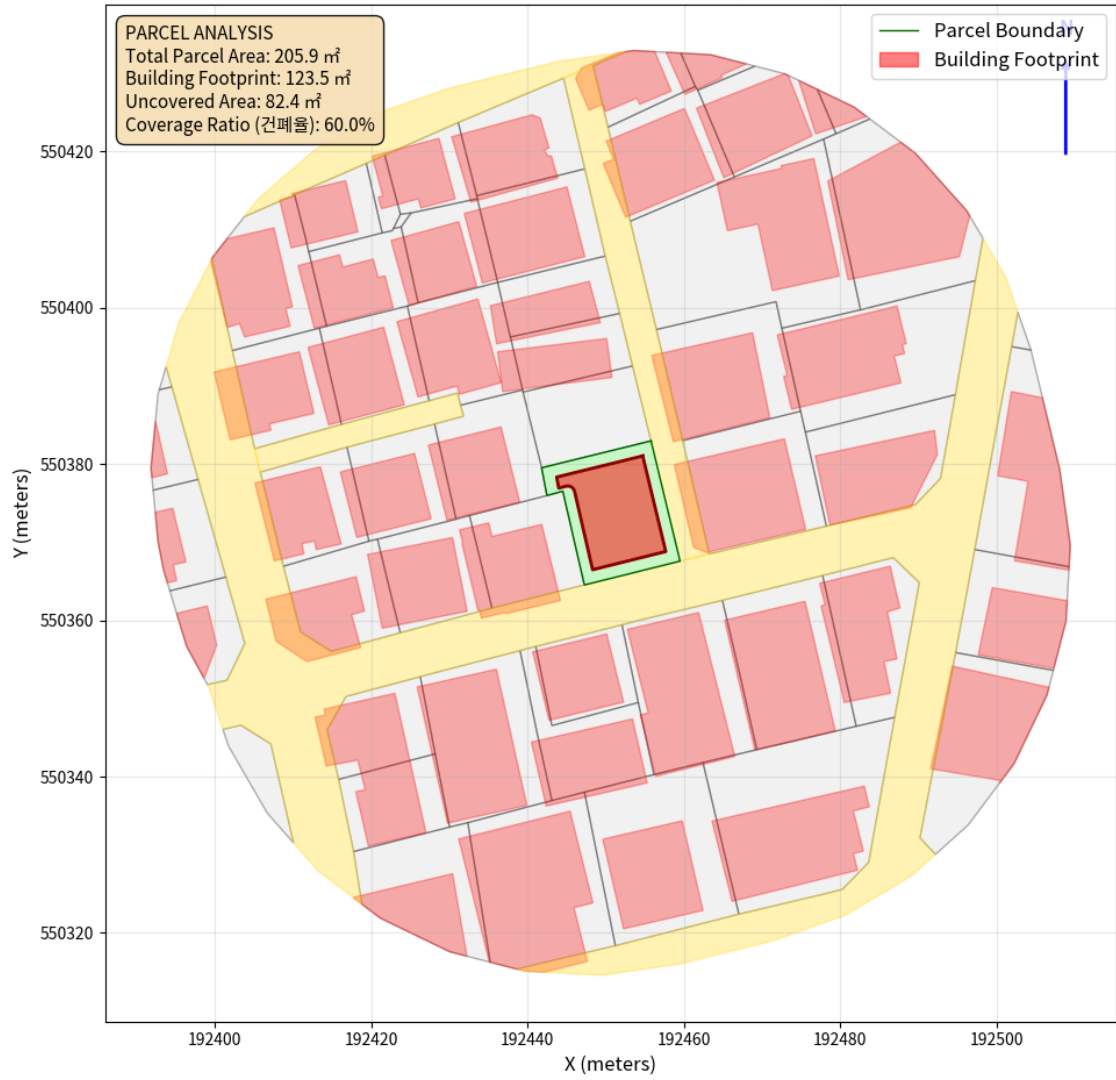 PARCEL ANALYSIS
Total Parcel Area: 205.9 ㎡
Building Footprint: 123.5 ㎡
Uncovered Area: 82.4 ㎡
Coverage Ratio (건폐율): 60.0%
Parcel Boundary
Building Footprint
N
550420
550400
550380
550360
550340
550320
Y (meters)
192400
192420
192440
192460
192480
192500
X (meters)